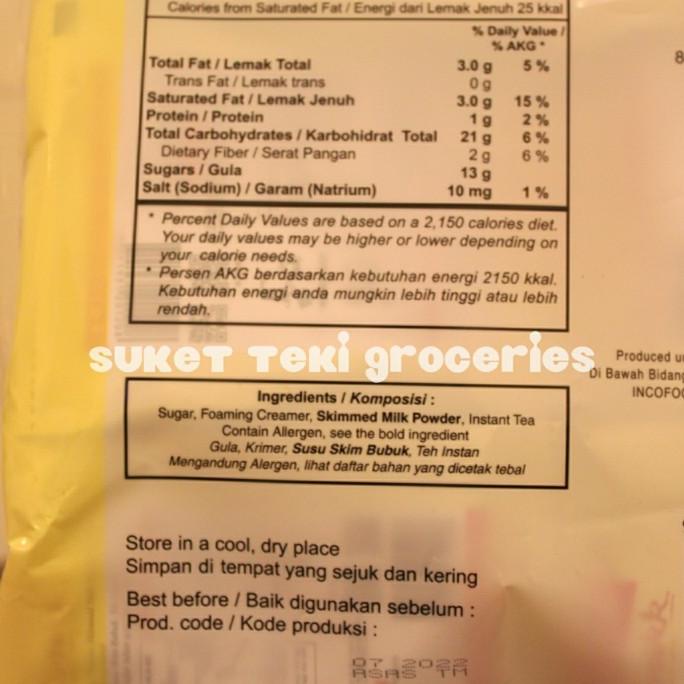 Calories from Saturated Fat / Energi dari Lemak Jenuh 25 kkal
% Daily Value /
% AKG *
Total Fat / Lemak Total 3.0 g 5 %
Trans Fat / Lemak trans 0 g
Saturated Fat / Lemak Jenuh 3.0 g 15 %
Protein / Protein 1 g 2 %
Total Carbohydrates / Karbohidrat Total 21 g 6 %
Dietary Fiber / Serat Pangan 2 g 6 %
Sugars / Gula 13 g
Salt (Sodium) / Garam (Natrium) 10 mg 1 %
* Percent Daily Values are based on a 2,150 calories diet.
Your daily values may be higher or lower depending on
your calorie needs.
* Persen AKG berdasarkan kebutuhan energi 2150 kkal.
Kebutuhan energi anda mungkin lebih tinggi atau lebih
rendah.
SUKET TEKI groceries
Produced
Di Bawah
Ingredients / Komposisi :
Sugar, Foaming Creamer, Skimmed Milk Powder, Instant Tea
Contain Allergen, see the bold ingredient
Gula, Krimer, Susu Skim Bubuk, Teh Instan
Mengandung Alergen, lihat daftar bahan yang dicetak tebal
Store in a cool, dry place
Simpan di tempat yang sejuk dan kering
Best before / Baik digunakan sebelum :
Prod. code / Kode produksi :
07 2022
ASAS TM